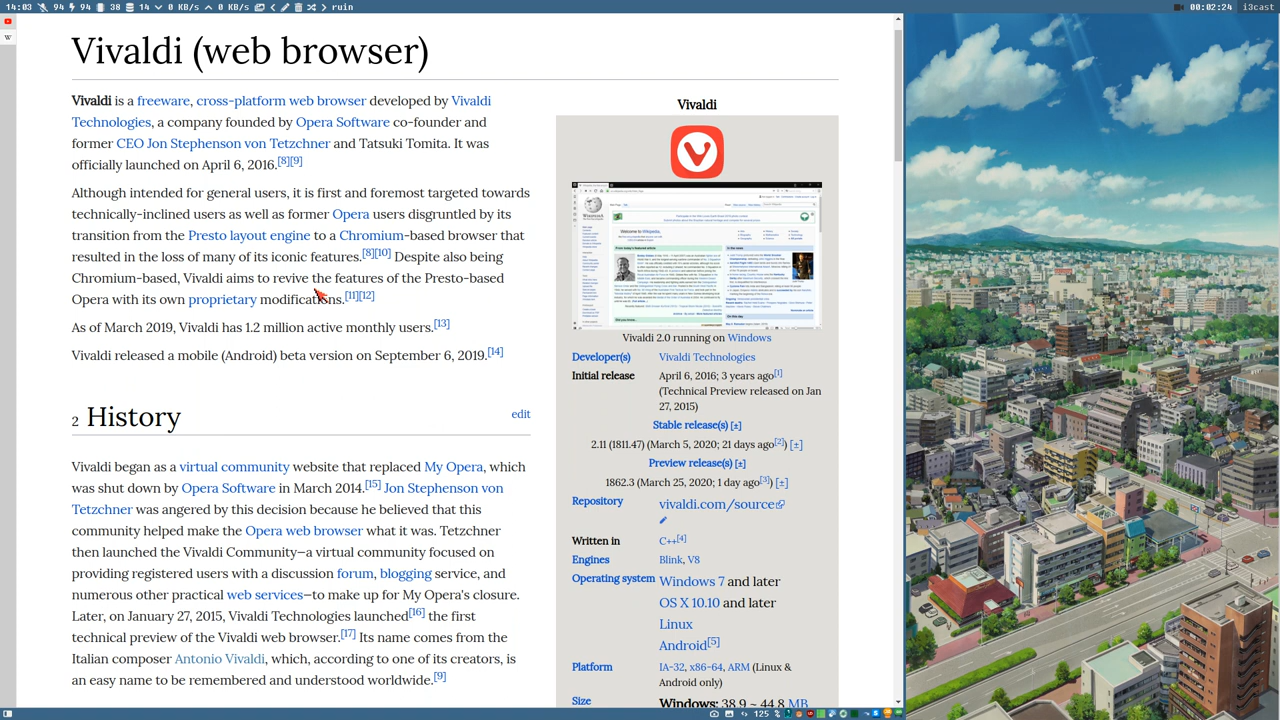 14:03 94 94 38 14 0 KB/s 0 KB/s ruin
00:02:24 i3cast
W
Vivaldi (web browser)
Vivaldi is a freeware, cross-platform web browser developed by Vivaldi
Technologies, a company founded by Opera Software co-founder and
former CEO Jon Stephenson von Tetzchner and Tatsuki Tomita. It was
officially launched on April 6, 2016.[8][9]
Although intended for general users, it is first and foremost targeted towards
technically-inclined users as well as former Opera users disgruntled by its
transition from the Presto layout engine to a Chromium-based browser that
resulted in the loss of many of its iconic features.[8][10] Despite also being
Chromium-based, Vivaldi aims to revive the old, Presto-based
Opera with its own proprietary modifications.[11][12]
As of March 2019, Vivaldi has 1.2 million active monthly users.[13]
Vivaldi released a mobile (Android) beta version on September 6, 2019.[14]
2 History
edit
Vivaldi began as a virtual community website that replaced My Opera, which
was shut down by Opera Software in March 2014.[15] Jon Stephenson von
Tetzchner was angered by this decision because he believed that this
community helped make the Opera web browser what it was. Tetzchner
then launched the Vivaldi Community—a virtual community focused on
providing registered users with a discussion forum, blogging service, and
numerous other practical web services—to make up for My Opera's closure.
Later, on January 27, 2015, Vivaldi Technologies launched[16] the first
technical preview of the Vivaldi web browser.[17] Its name comes from the
Italian composer Antonio Vivaldi, which, according to one of its creators, is
an easy name to be remembered and understood worldwide.[9]
Vivaldi
Vivaldi 2.0 running on Windows
Developer(s) Vivaldi Technologies
Initial release April 6, 2016; 3 years ago[1]
(Technical Preview released on Jan
27, 2015)
Stable release(s) [±]
2.11 (1811.47) (March 5, 2020; 21 days ago[2]) [±]
Preview release(s) [±]
1862.3 (March 25, 2020; 1 day ago[3]) [±]
Repository vivaldi.com/source
Written in C++[4]
Engines Blink, V8
Operating system Windows 7 and later
OS X 10.10 and later
Linux
Android[5]
Platform IA-32, x86-64, ARM (Linux &
Android only)
Size Windows: 38.9 ~ 44.8 MB
125 %